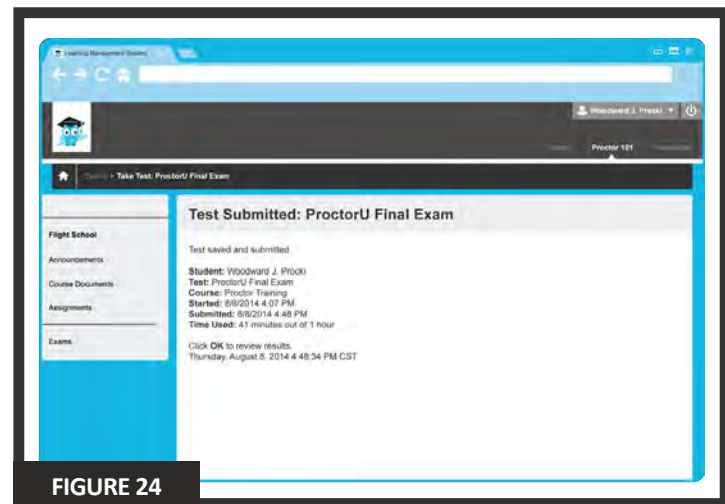 Learning Management System
Woodward J. Procki
Proctor 101
Take Test: ProctorU Final Exam
Test Submitted: ProctorU Final Exam
Flight School
Announcements
Course Documents
Assignments
Exams
Test saved and submitted.
Student: Woodward J. Procki
Test: ProctorU Final Exam
Course: Proctor Training
Started: 8/8/2014 4:07 PM
Submitted: 8/8/2014 4:48 PM
Time Used: 41 minutes out of 1 hour
Click OK to review results.
Thursday, August 8, 2014 4:48:34 PM CST
FIGURE 24